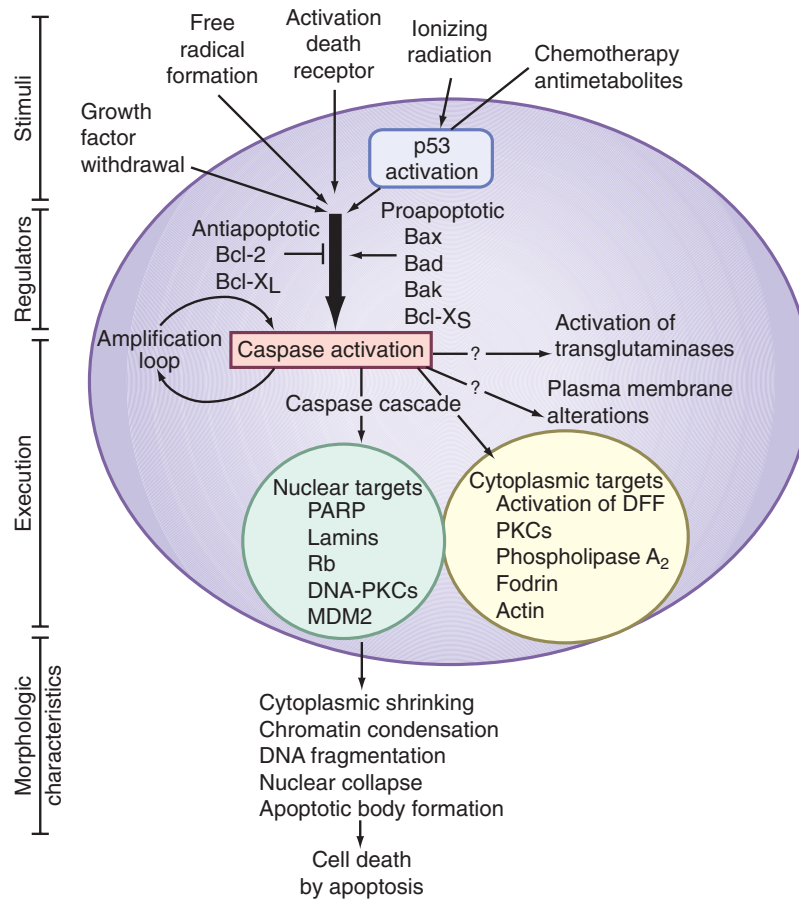 Stimuli
Regulators
Execution
Morphologic
characteristics
Free
radical
formation
Activation
death
receptor
Ionizing
radiation
Chemotherapy
antimetabolites
Growth
factor
withdrawal
p53
activation
Antiapoptotic
Bcl-2
Bcl-XL
Proapoptotic
Bax
Bad
Bak
Bcl-XS
Amplification
loop
Caspase activation
?
Activation of
transglutaminases
?
Plasma membrane
alterations
Caspase cascade
Nuclear targets
PARP
Lamins
Rb
DNA-PKCs
MDM2
Cytoplasmic targets
Activation of DFF
PKCs
Phospholipase A2
Fodrin
Actin
Cytoplasmic shrinking
Chromatin condensation
DNA fragmentation
Nuclear collapse
Apoptotic body formation
Cell death
by apoptosis